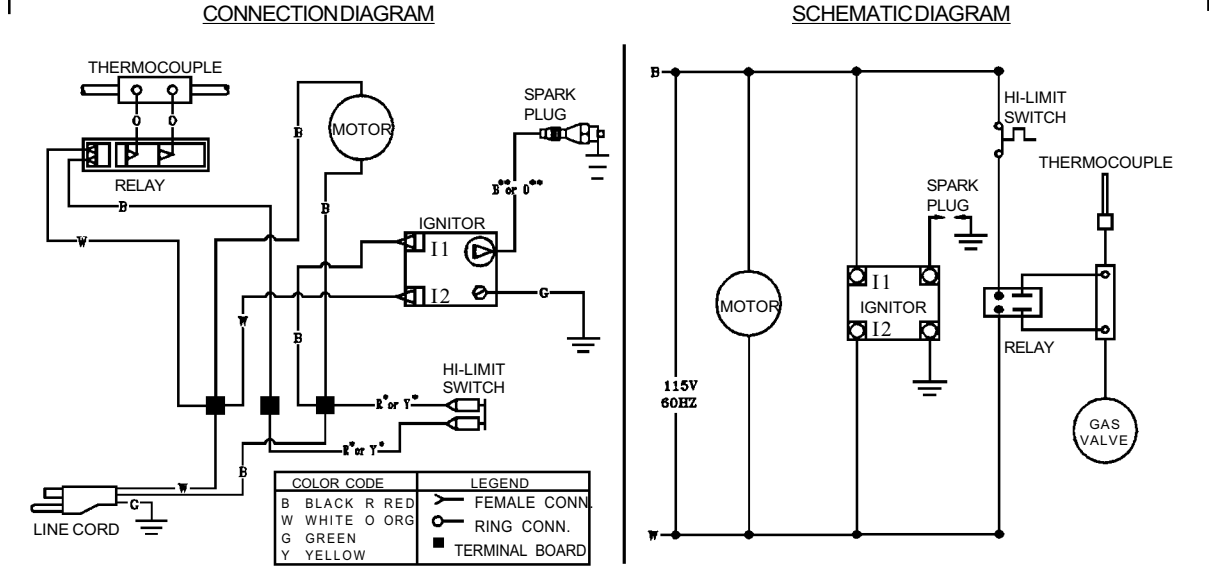 CONNECTION DIAGRAM
THERMOCOUPLE
O
O
RELAY
B
W
B
MOTOR
B
SPARK
PLUG
B**or O**
IGNITOR
I1
I2
G
W
B
HI-LIMIT
SWITCH
R*or Y*
R*or Y*
W
B
G
LINE CORD
COLOR CODE
B BLACK R RED
W WHITE O ORG
G GREEN
Y YELLOW
LEGEND
FEMALE CONN.
RING CONN.
TERMINAL BOARD
SCHEMATIC DIAGRAM
B
HI-LIMIT
SWITCH
THERMOCOUPLE
SPARK
PLUG
MOTOR
I1
IGNITOR
I2
RELAY
115V
60HZ
GAS
VALVE
W